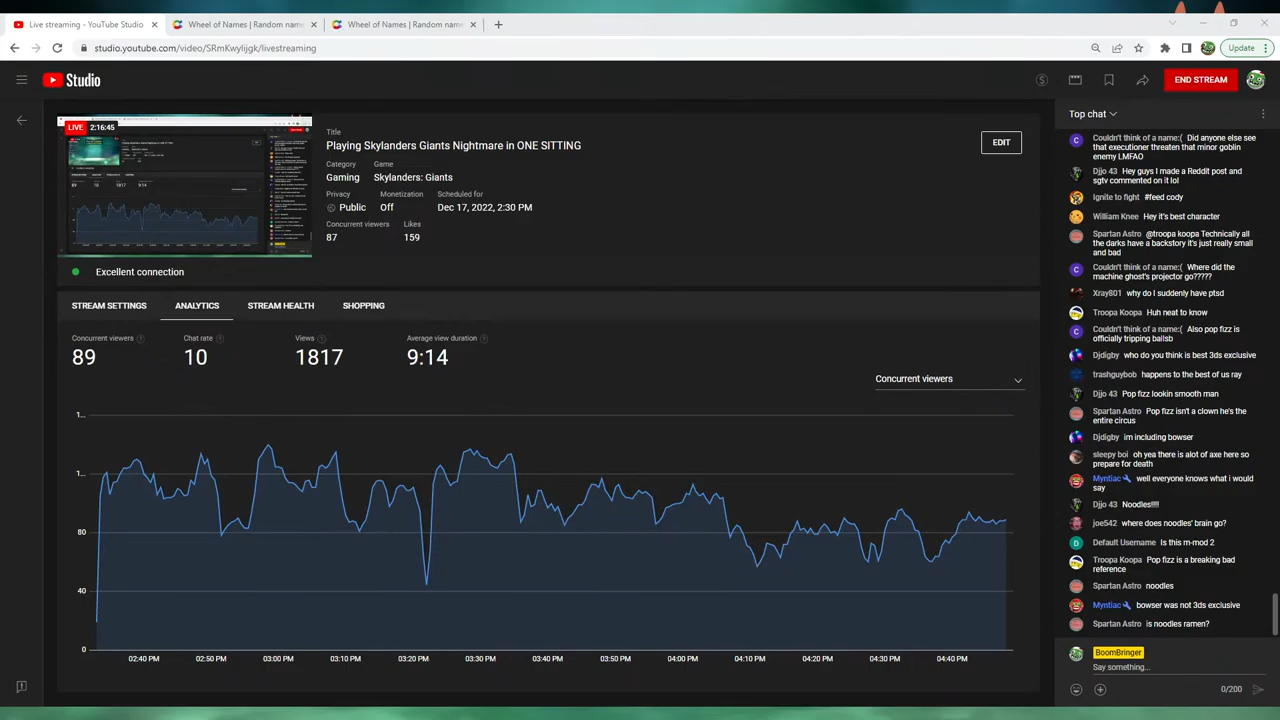 Live streaming - YouTube Studio
Wheel of Names | Random name
Wheel of Names | Random name
studio.youtube.com/video/SRmKwylijgk/livestreaming
Update
Studio
END STREAM
LIVE 2:16:45
Title
Playing Skylanders Giants Nightmare in ONE SITTING
EDIT
Category Game
Gaming Skylanders: Giants
Privacy Monetization Scheduled for
Public Off Dec 17, 2022, 2:30 PM
Concurrent viewers Likes
87 159
Excellent connection
STREAM SETTINGS ANALYTICS STREAM HEALTH SHOPPING
Concurrent viewers Chat rate Views Average view duration
89 10 1817 9:14
Concurrent viewers
1...
1...
80
40
0
02:40 PM 02:50 PM 03:00 PM 03:10 PM 03:20 PM 03:30 PM 03:40 PM 03:50 PM 04:00 PM 04:10 PM 04:20 PM 04:30 PM 04:40 PM
Top chat
Couldn't think of a name:( Did anyone else see
that executioner threaten that minor goblin
enemy LMFAO
Djjo 43 Hey guys I made a Reddit post and
sgtv commented on it lol
Ignite to fight #feed cody
William Knee Hey it's best character
Spartan Astro @troopa koopa Technically all
the darks have a backstory it's just really small
and bad
Couldn't think of a name:( Where did the
machine ghost's projector go?????
Xray801 why do I suddenly have ptsd
Troopa Koopa Huh neat to know
Couldn't think of a name:( Also pop fizz is
officially tripping ballsb
Djdigby who do you think is best 3ds exclusive
trashguybob happens to the best of us ray
Djjo 43 Pop fizz lookin smooth man
Spartan Astro Pop fizz isn't a clown he's the
entire circus
Djdigby im including bowser
sleepy boi oh yea there is alot of axe here so
prepare for death
Myntiac well everyone knows what i would
say
Djjo 43 Noodles!!!!
joe542 where does noodles' brain go?
Default Username Is this m-mod 2
Troopa Koopa Pop fizz is a breaking bad
reference
Spartan Astro noodles
Myntiac bowser was not 3ds exclusive
Spartan Astro is noodles ramen?
BoomBringer
Say something...
0/200